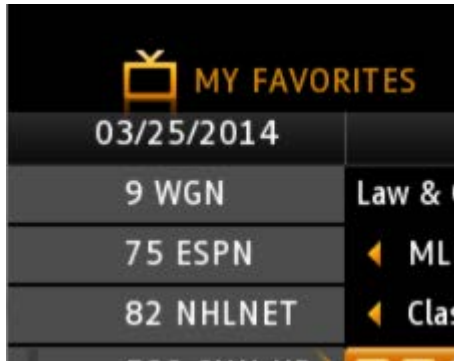 MY FAVORITES
03/25/2014
9 WGN Law &
75 ESPN ML
82 NHLNET Clas